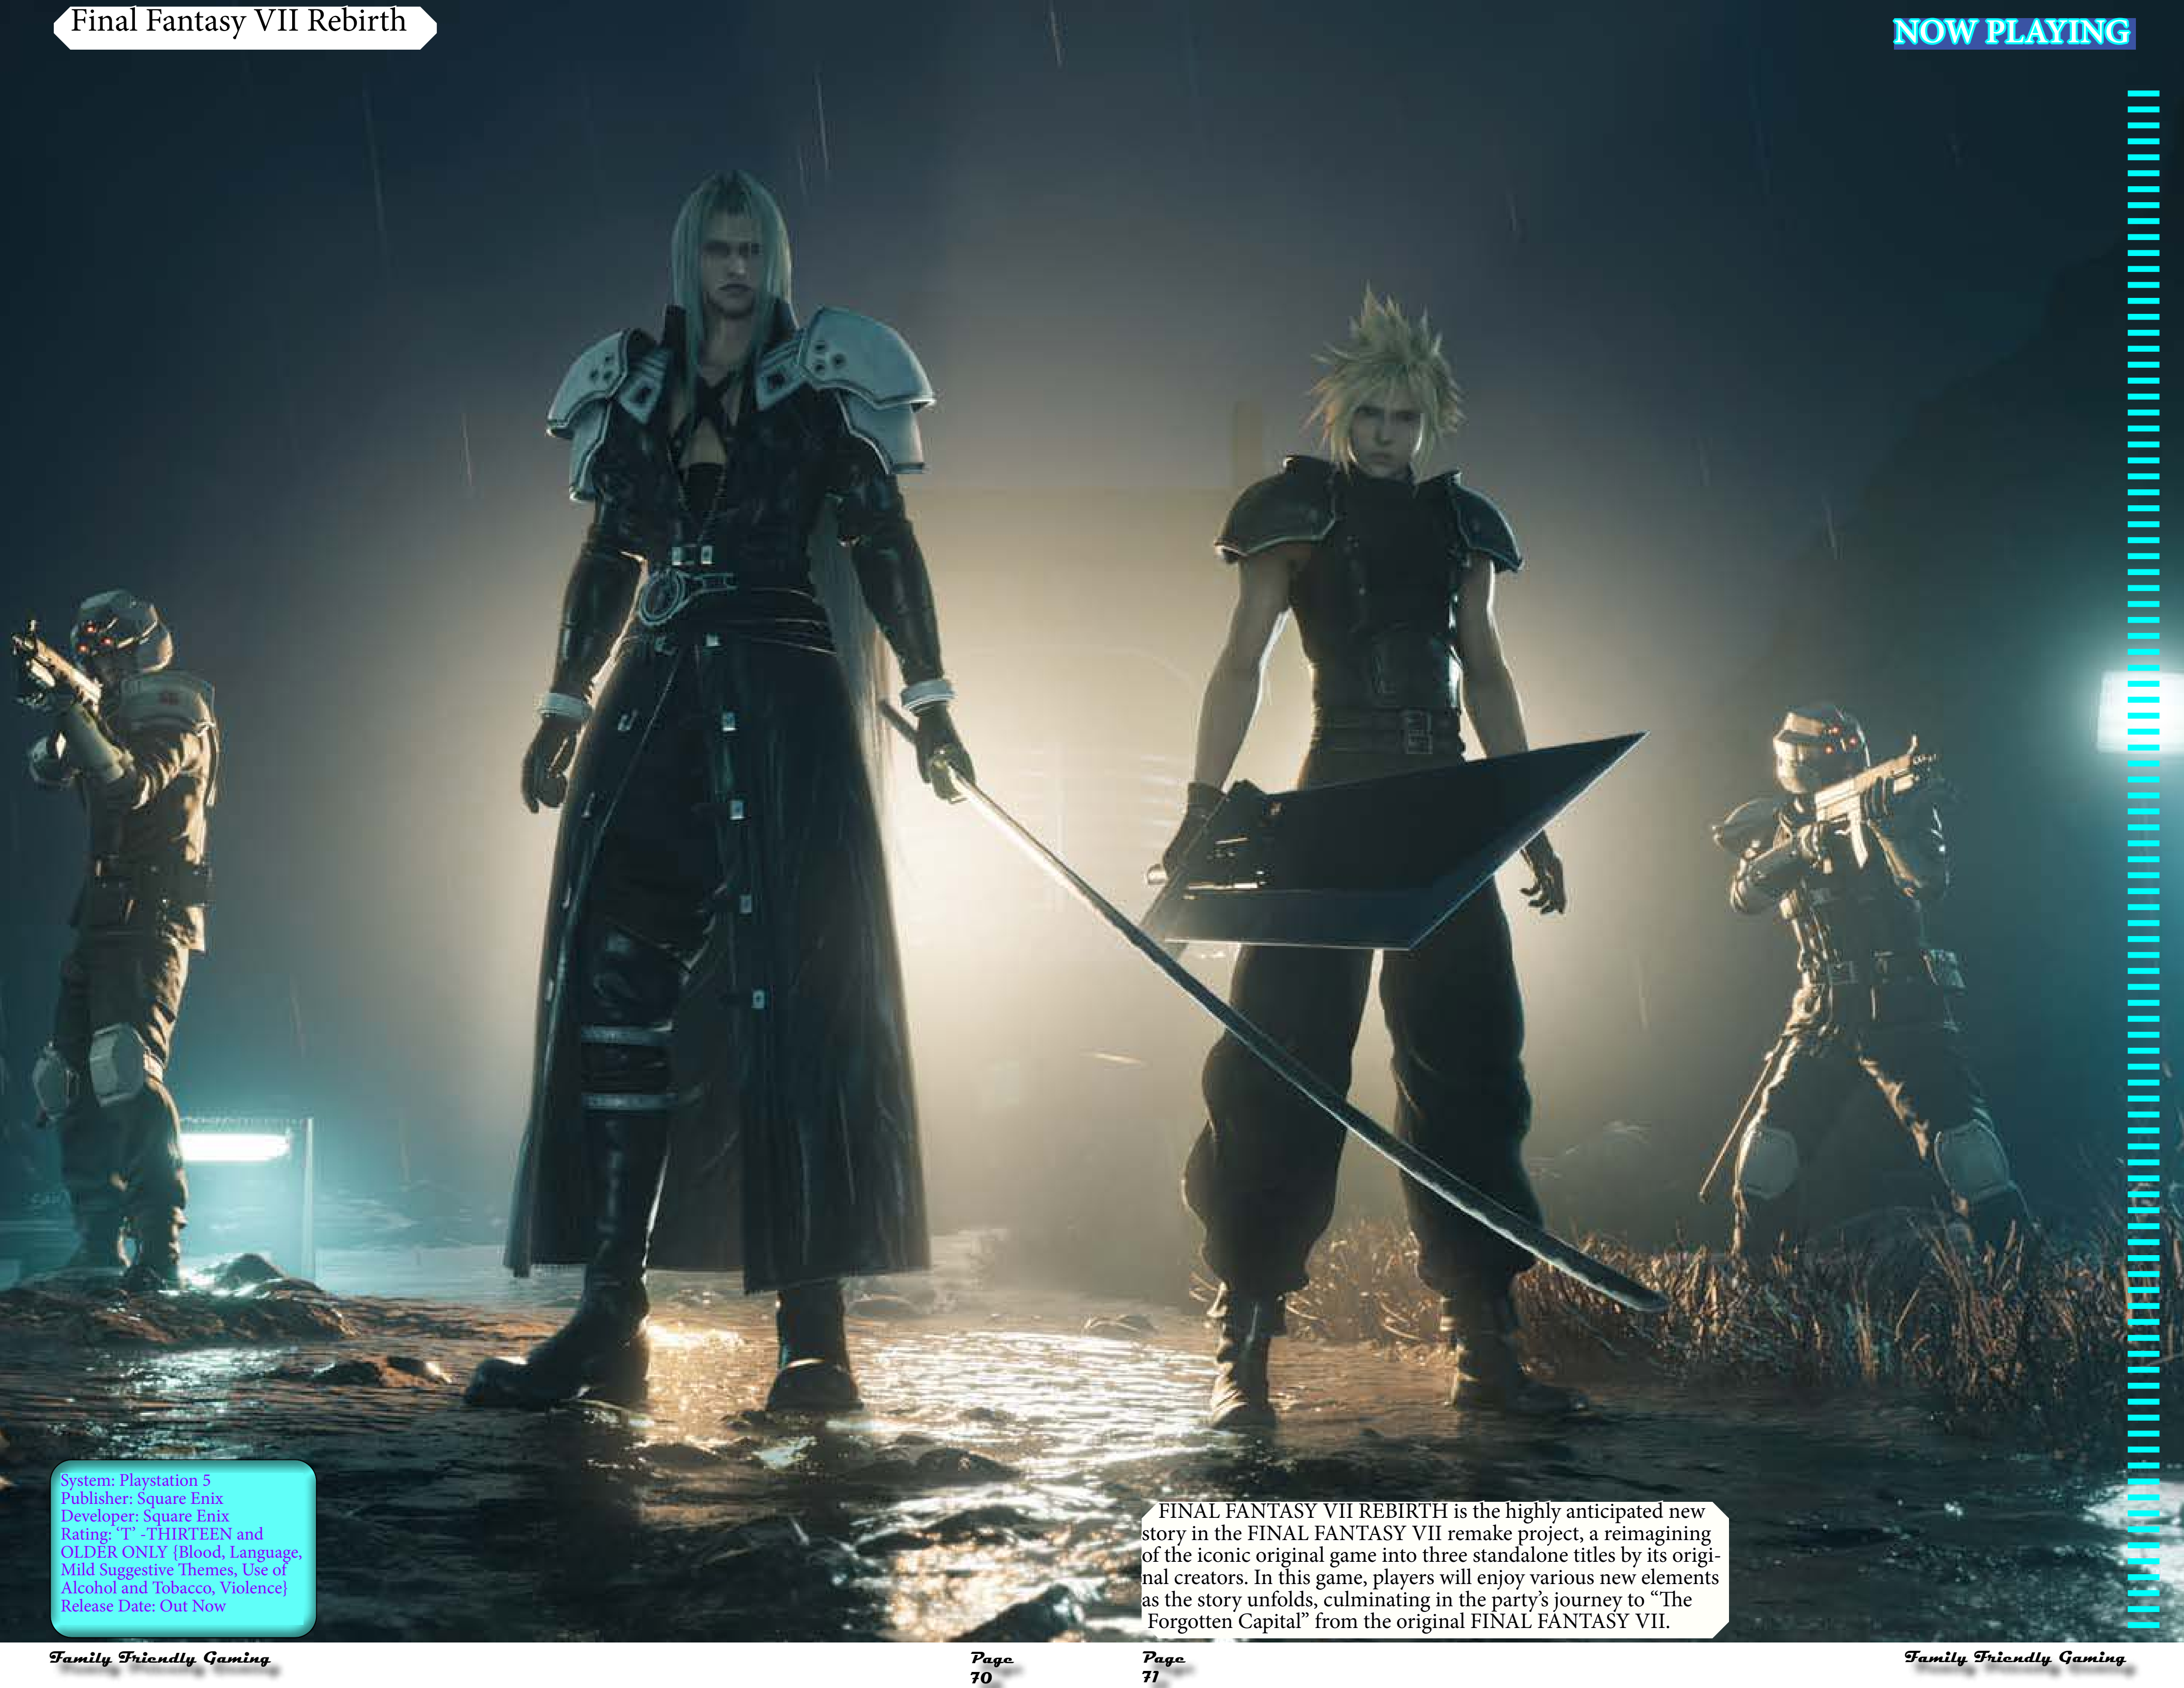 Final Fantasy VII Rebirth
NOW PLAYING
System: Playstation 5
Publisher: Square Enix
Developer: Square Enix
Rating: ‘T’ -THIRTEEN and
OLDER ONLY {Blood, Language,
Mild Suggestive Themes, Use of
Alcohol and Tobacco, Violence}
Release Date: Out Now
FINAL FANTASY VII REBIRTH is the highly anticipated new
story in the FINAL FANTASY VII remake project, a reimagining
of the iconic original game into three standalone titles by its origi-
nal creators. In this game, players will enjoy various new elements
as the story unfolds, culminating in the party’s journey to “The
Forgotten Capital” from the original FINAL FANTASY VII.
Family Friendly Gaming
Page
70
Page
71
Family Friendly Gaming